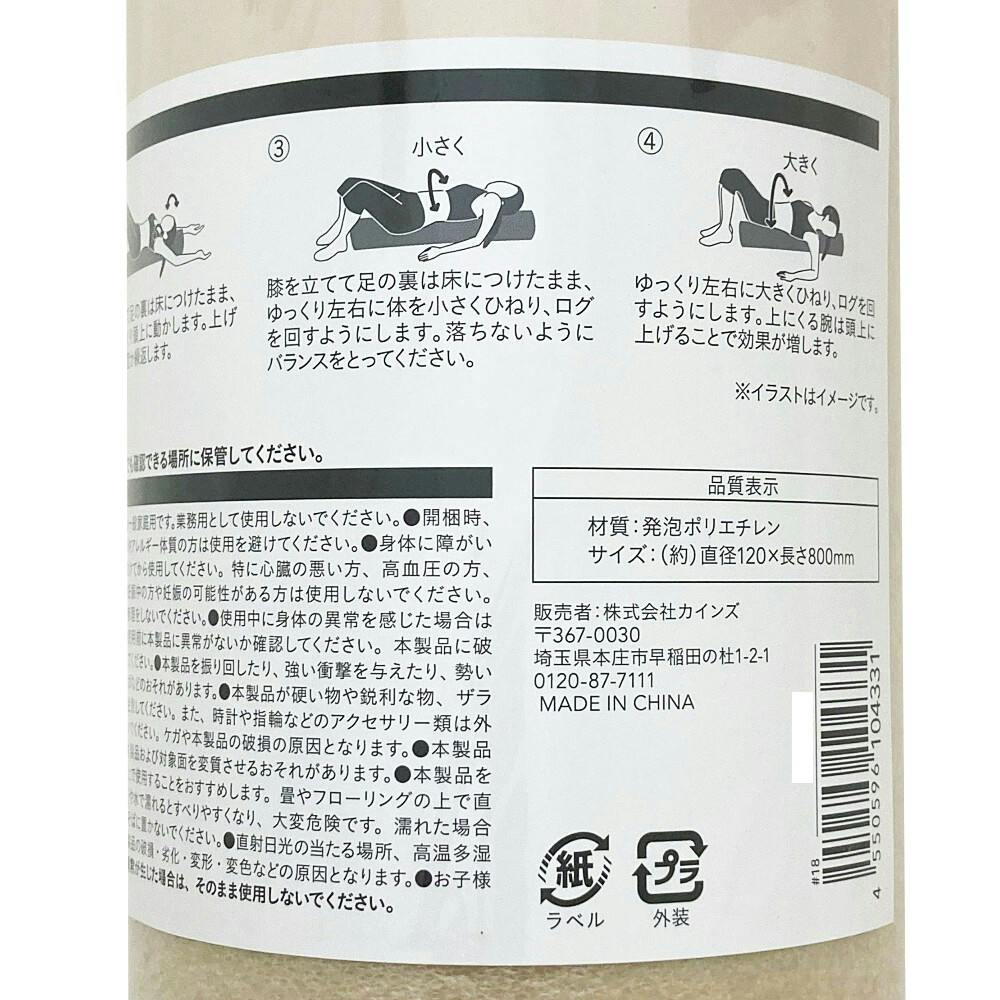 ③
小さく
④
大きく
足の裏は床につけたまま、
頭上に動かします。上げ
繰返します。
膝を立てて足の裏は床につけたまま、
ゆっくり左右に体を小さくひねり、ログ
を回すようにします。落ちないように
バランスをとってください。
ゆっくり左右に大きくひねり、ログを回
すようにします。上にくる腕は頭上に
上げることで効果が増します。
※イラストはイメージです。
確認できる場所に保管してください。
一般家庭用です。業務用として使用しないでください。●開梱時、
アレルギー体質の方は使用を避けてください。●身体に障がい
てから使用してください。特に心臓の悪い方、高血圧の方、
中の方や妊娠の可能性がある方は使用しないでください。
をしないでください。●使用中に身体の異常を感じた場合は
前に本製品に異常がないか確認してください。本製品に破
てください。●本製品を振り回したり、強い衝撃を与えたり、勢い
などのおそれがあります。●本製品が硬い物や鋭利な物、ザラ
してください。また、時計や指輪などのアクセサリー類は外
ください。ケガや本製品の破損の原因となります。●本製品
製品および対象面を変質させるおそれがあります。●本製品を
で使用することをおすすめします。畳やフローリングの上で直
や水で濡れるとすべりやすくなり、大変危険です。濡れた場合
に置かないでください。●直射日光の当たる場所、高温多湿
品の破損・劣化・変形・変色などの原因となります。●お子様
が生じた場合は、そのまま使用しないでください。
品質表示
材質：発泡ポリエチレン
サイズ：（約）直径120×長さ800mm
販売者：株式会社カインズ
〒367-0030
埼玉県本庄市早稲田の杜1-2-1
0120-87-7111
MADE IN CHINA
紙
ラベル
プラ
外装
#18
4 550596 104331